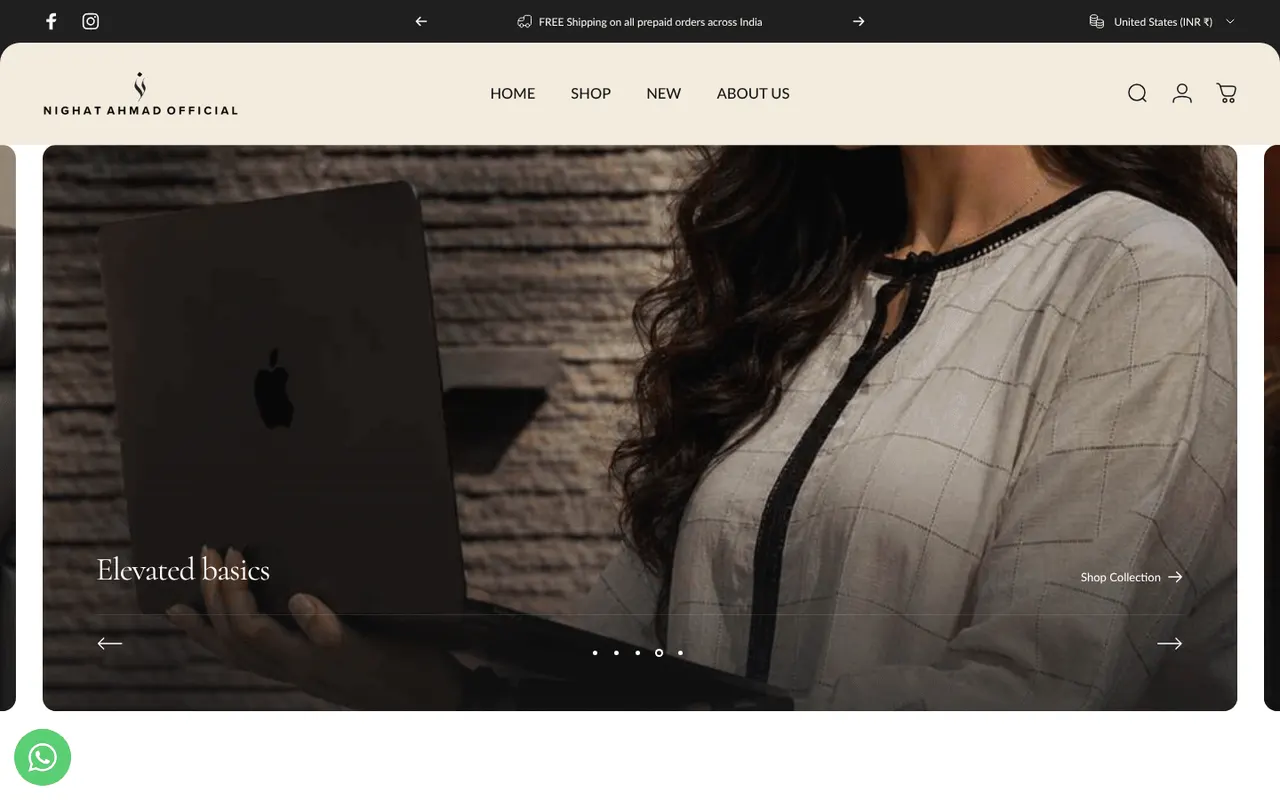 FREE Shipping on all prepaid orders across India
United States (INR ₹)
NIGHAT AHMAD OFFICIAL
HOME
SHOP
NEW
ABOUT US
Elevated basics
Shop Collection